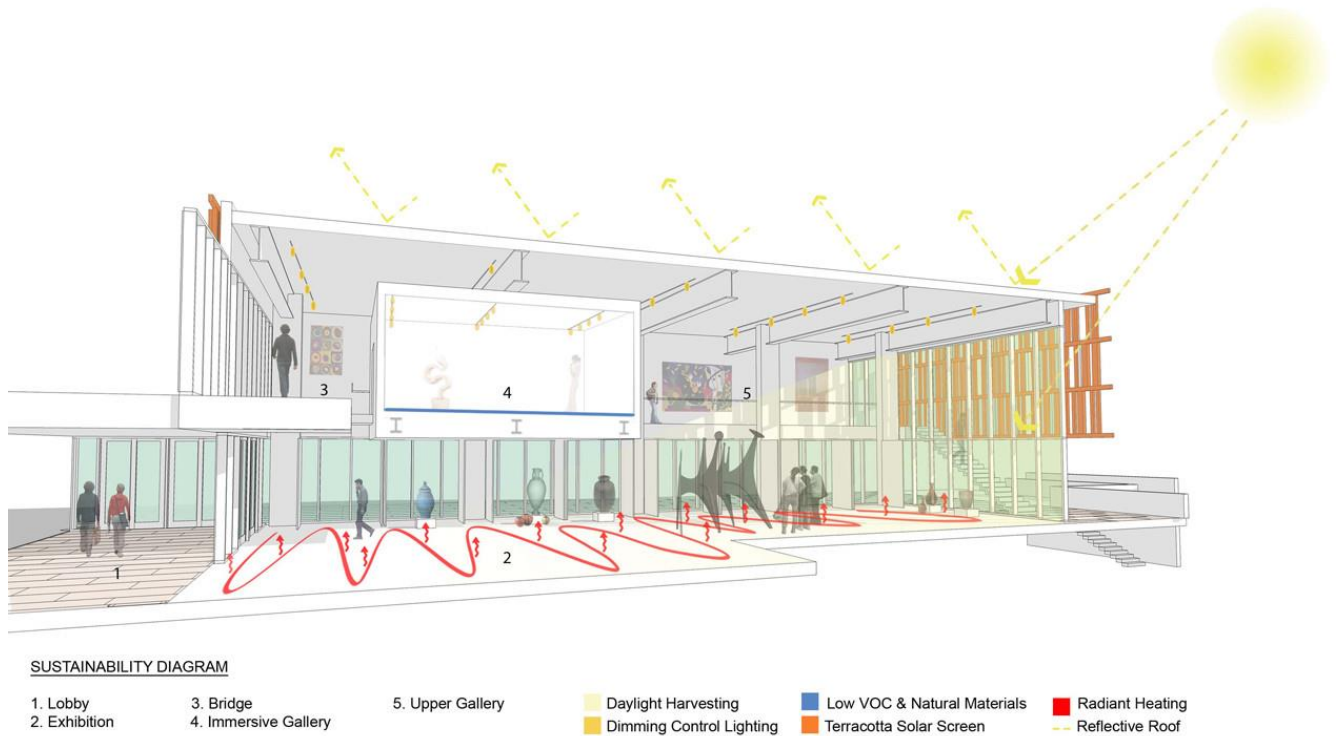 3
4
5
1
2
SUSTAINABILITY DIAGRAM
1. Lobby
2. Exhibition
3. Bridge
4. Immersive Gallery
5. Upper Gallery
Daylight Harvesting
Dimming Control Lighting
Low VOC & Natural Materials
Terracotta Solar Screen
Radiant Heating
Reflective Roof